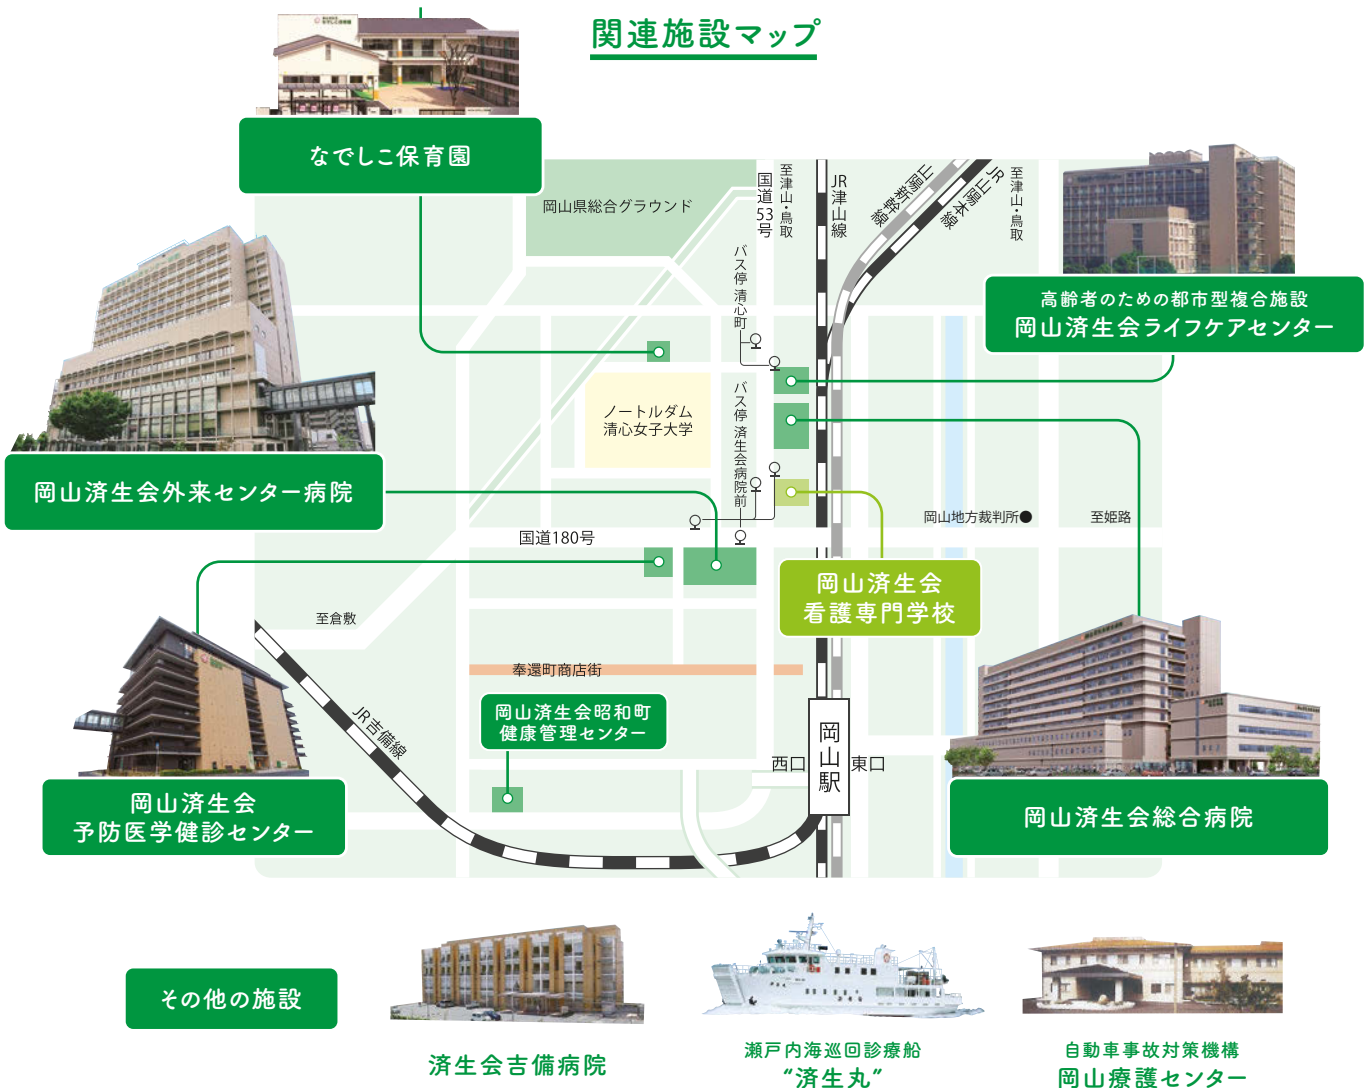 関連施設マップ
なでしこ保育園
岡山県総合グラウンド
国道53号
至津山・鳥取
JR津山線
山陽新幹線
JR山陽本線
至津山・鳥取
高齢者のための都市型複合施設
岡山済生会ライフケアセンター
バス停 清心町
ノートルダム
清心女子大学
バス停 済生会病院前
岡山済生会外来センター病院
岡山地方裁判所
至姫路
国道180号
岡山済生会
看護専門学校
至倉敷
奉還町商店街
JR吉備線
岡山済生会昭和町
健康管理センター
西口
岡山駅
東口
岡山済生会
予防医学健診センター
岡山済生会総合病院
その他の施設
済生会吉備病院
瀬戸内海巡回診療船
“済生丸”
自動車事故対策機構
岡山療護センター